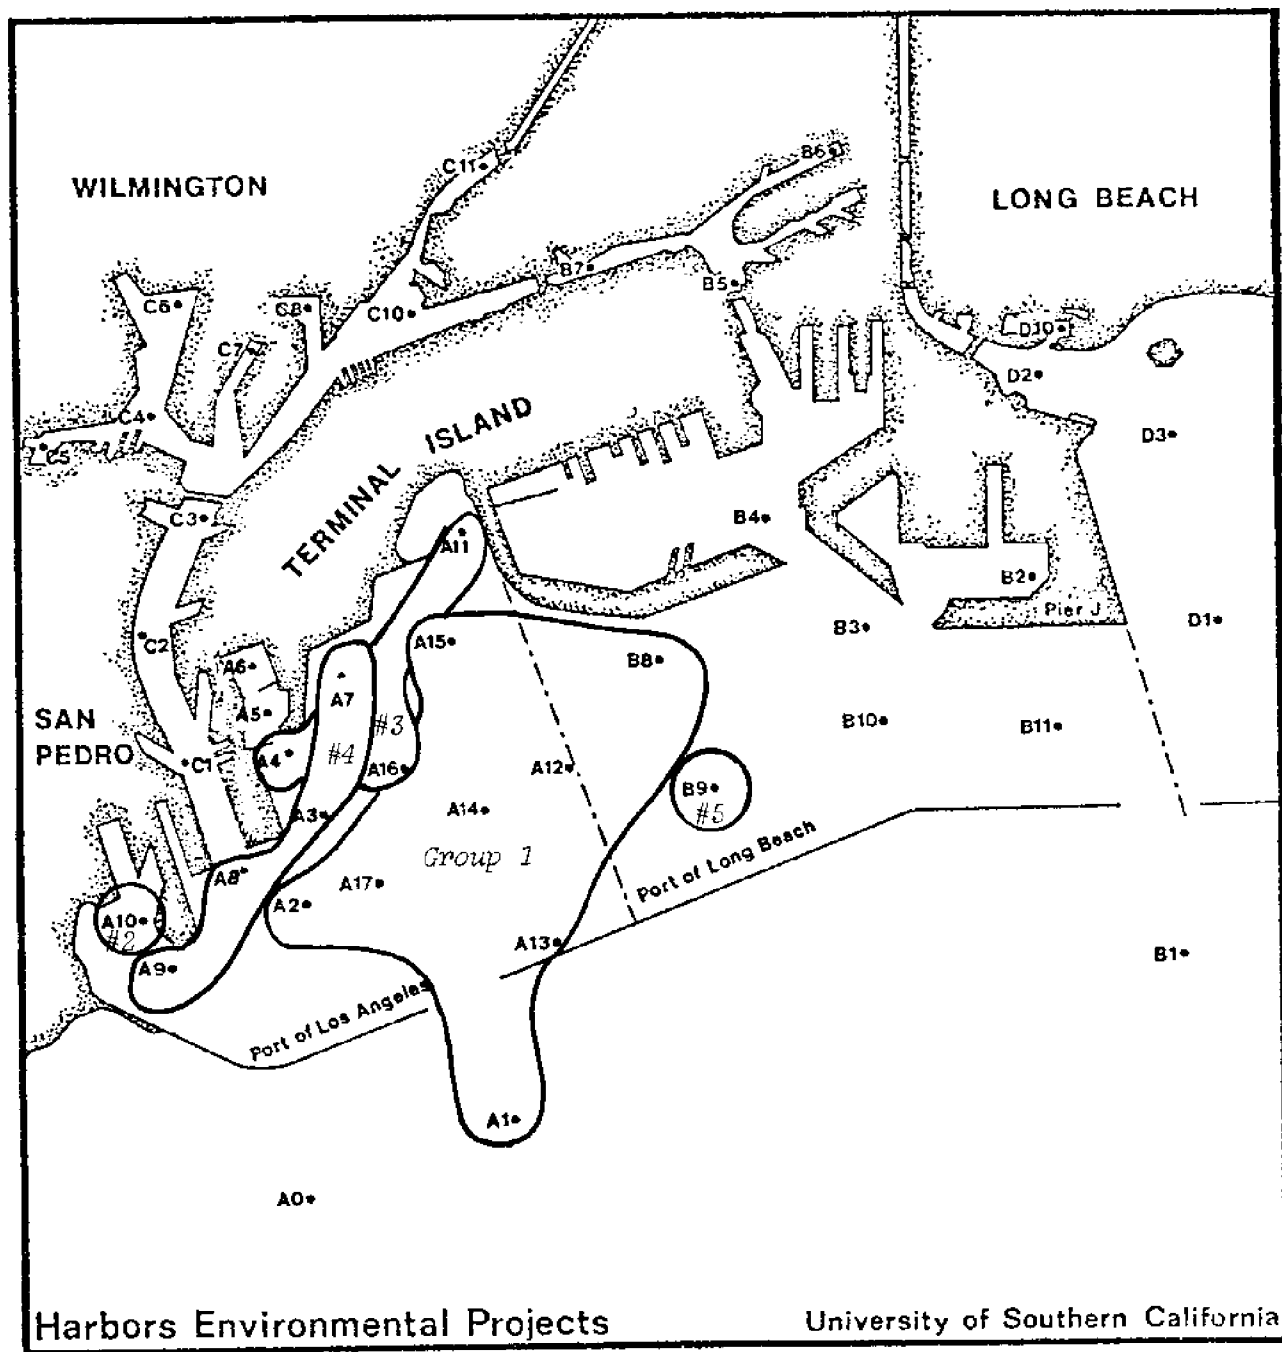 C11
B6
WILMINGTON
LONG BEACH
B7
B5
C6
C8
C10
C7
D10
D2
C4
D3
C5
TERMINAL ISLAND
C3
B4
A11
B2
Pier J
C2
A15
B3
D1
A6
B8
A7
SAN
PEDRO
A5
#3
B10
B11
#4
A4
C1
A16
A12
B9
#5
A3
A14
Group 1
Port of Long Beach
A8
A17
A2
A10
#2
A13
A9
B1
Port of Los Angeles
A1
A0
Harbors Environmental Projects
University of Southern California